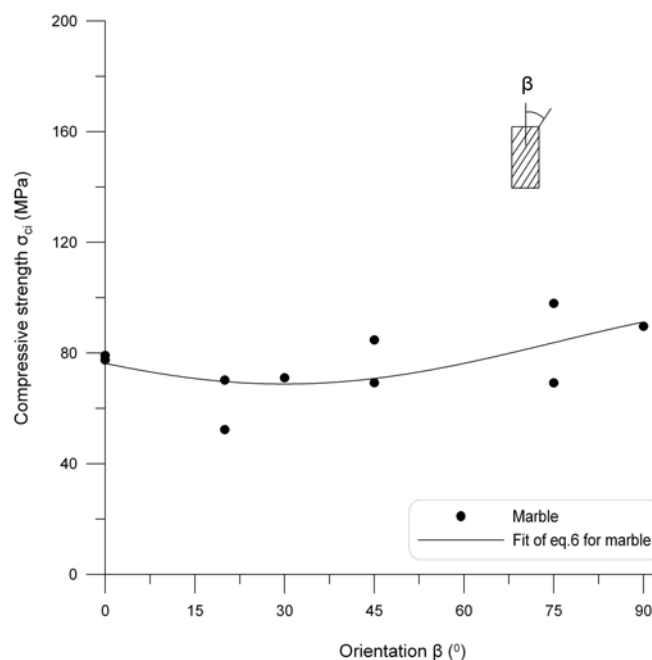 200
160
120
80
40
0
Compressive strength σci (MPa)
β
Marble
Fit of eq.6 for marble
0 15 30 45 60 75 90
Orientation β (⁰)